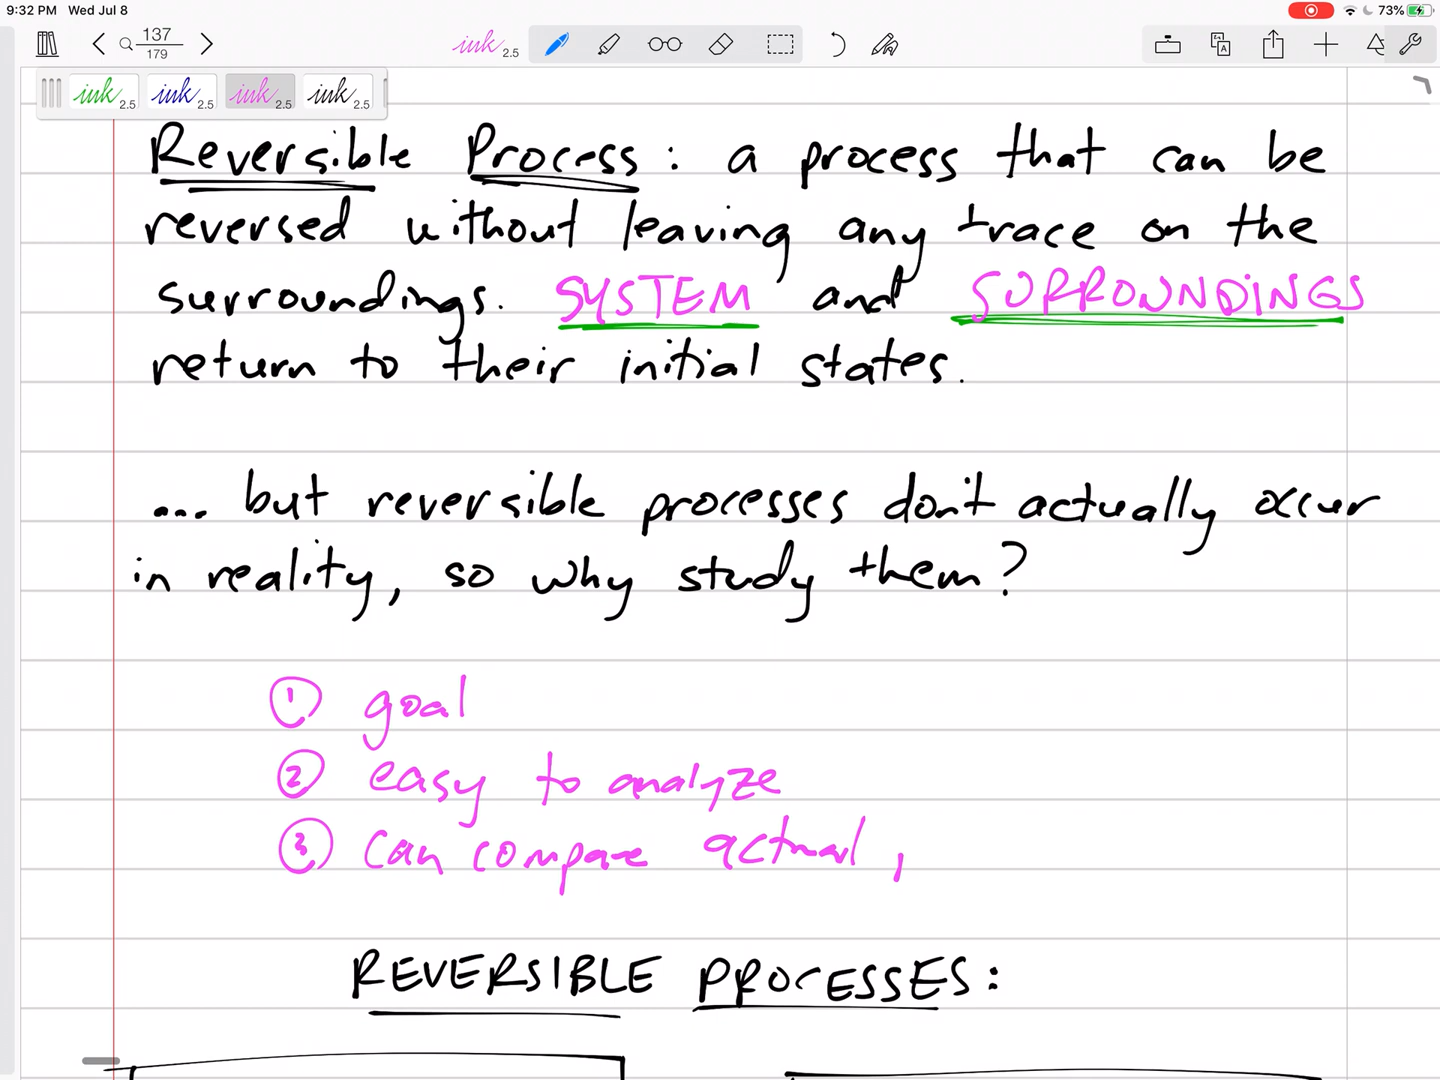 9:32 PM Wed Jul 8
73%
137
179
ink 2.5
ink 2.5 ink 2.5 ink 2.5 ink 2.5
Reversible Process: a process that can be
reversed without leaving any trace on the
surroundings. SYSTEM and SURROUNDINGS
return to their initial states.
... but reversible processes don't actually occur
in reality, so why study them?
① goal
② easy to analyze
③ can compare actual,
REVERSIBLE PROCESSES: